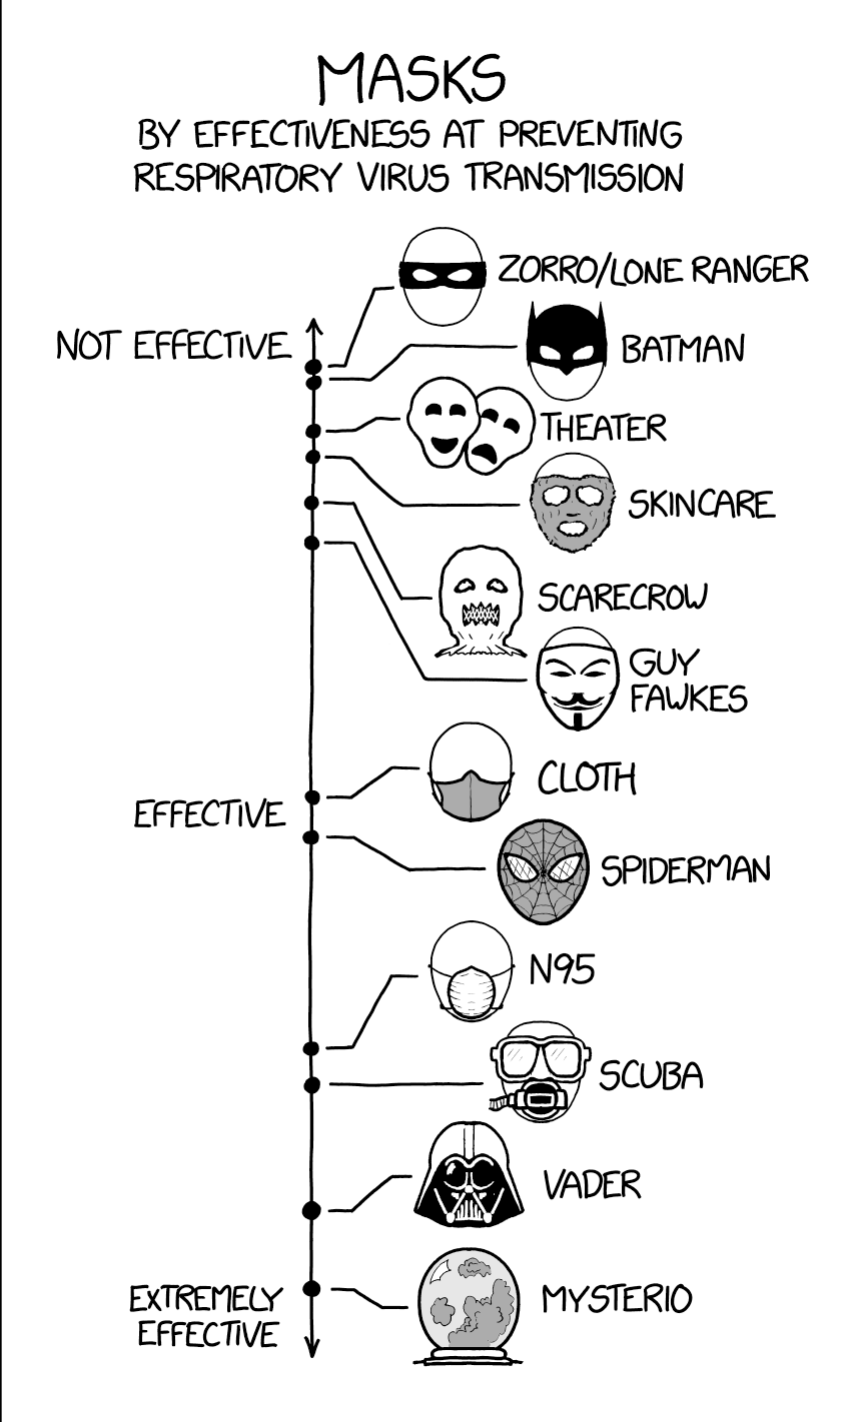 MASKS
BY EFFECTIVENESS AT PREVENTING
RESPIRATORY VIRUS TRANSMISSION
ZORRO/LONE RANGER
NOT EFFECTIVE
BATMAN
THEATER
SKINCARE
SCARECROW
GUY
FAWKES
CLOTH
EFFECTIVE
SPIDERMAN
N95
SCUBA
VADER
EXTREMELY
EFFECTIVE
MYSTERIO